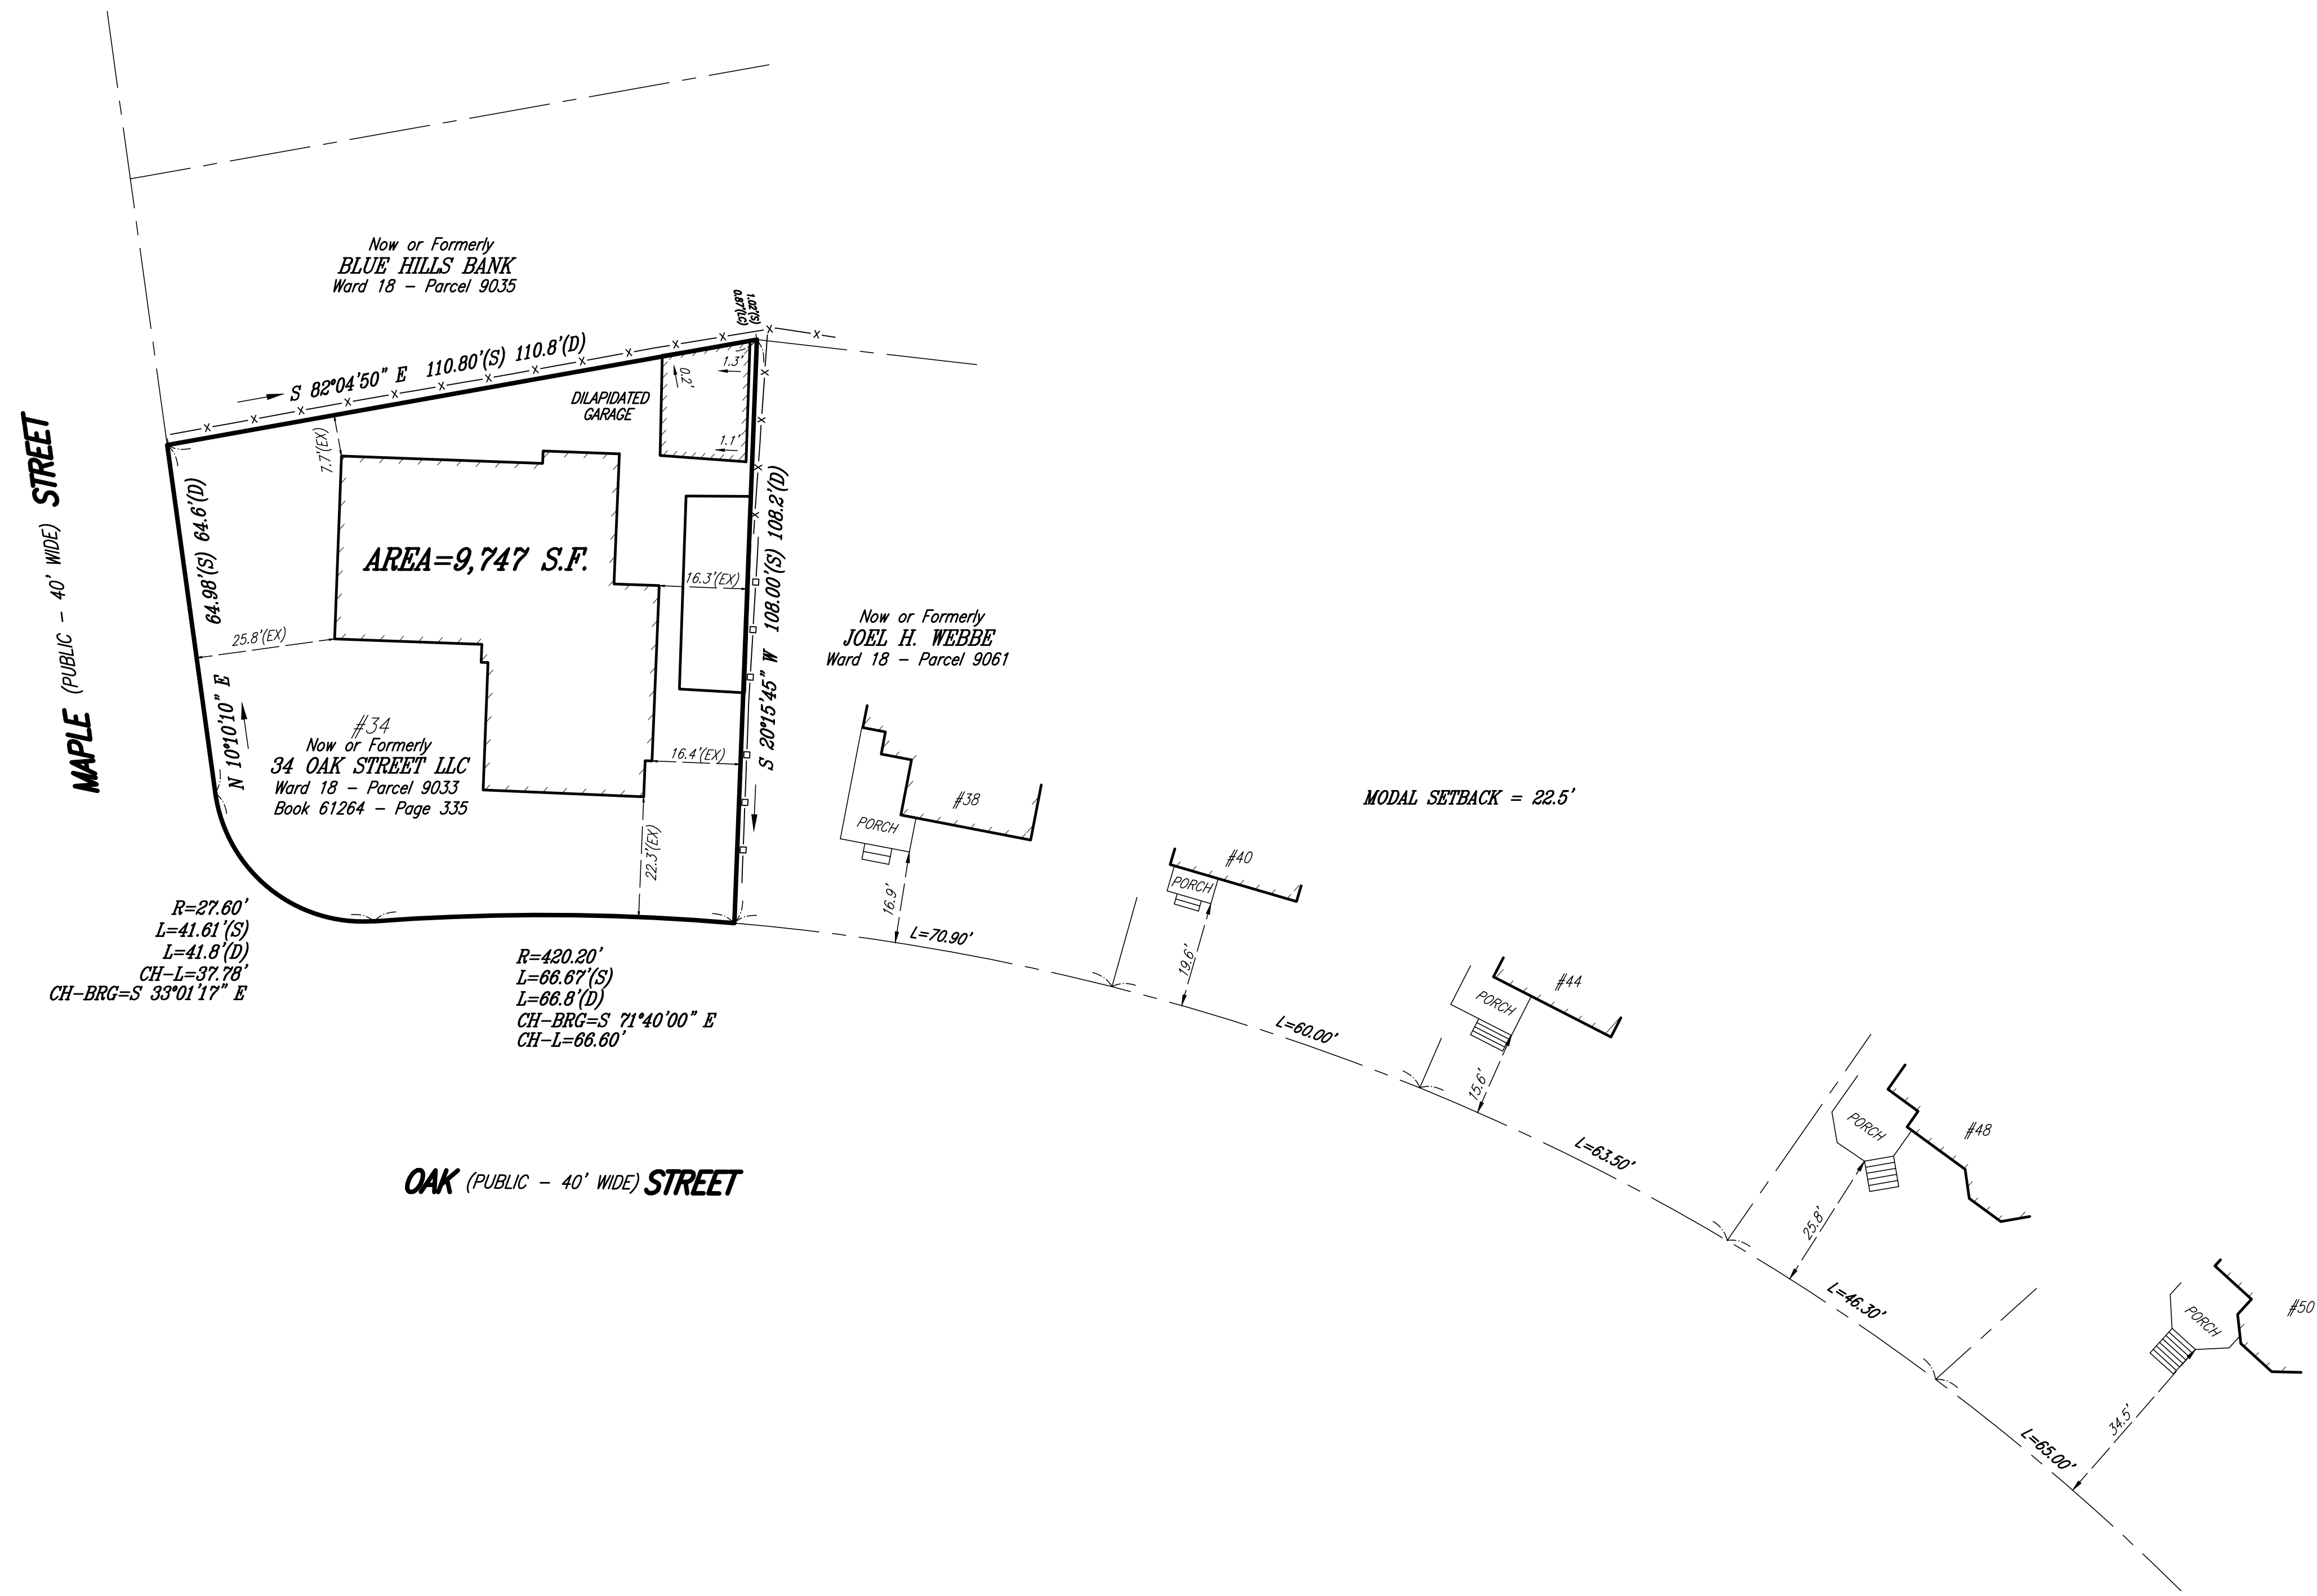 Now or Formerly
BLUE HILLS BANK
Ward 18 - Parcel 9035
1.02'(S)
0.87'(LC)
S 82°04'50" E 110.80'(S) 110.8'(D)
1.3'
0.2'
DILAPIDATED
GARAGE
1.1'
7.7'(EX)
MAPLE (PUBLIC - 40' WIDE) STREET
64.98'(S) 64.6'(D)
N 10°10'10" E
AREA=9,747 S.F.
16.3'(EX)
25.8'(EX)
S 20°15'45" W 108.00'(S) 108.2'(D)
16.4'(EX)
#34
Now or Formerly
34 OAK STREET LLC
Ward 18 - Parcel 9033
Book 61264 - Page 335
22.3'(EX)
Now or Formerly
JOEL H. WEBBE
Ward 18 - Parcel 9061
#38
PORCH
16.9'
MODAL SETBACK = 22.5'
#40
PORCH
19.6'
R=27.60'
L=41.61'(S)
L=41.8'(D)
CH-L=37.78'
CH-BRG=S 33°01'17" E
R=420.20'
L=66.67'(S)
L=66.8'(D)
CH-BRG=S 71°40'00" E
CH-L=66.60'
L=70.90'
#44
PORCH
15.6'
L=60.00'
#48
PORCH
25.8'
L=63.50'
OAK (PUBLIC - 40' WIDE) STREET
L=46.30'
#50
PORCH
34.5'
L=65.00'